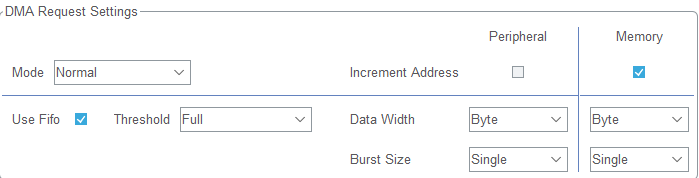 DMA Request Settings
Peripheral Memory
Mode Normal Increment Address
Use Fifo Threshold Full Data Width Byte Byte
Burst Size Single Single